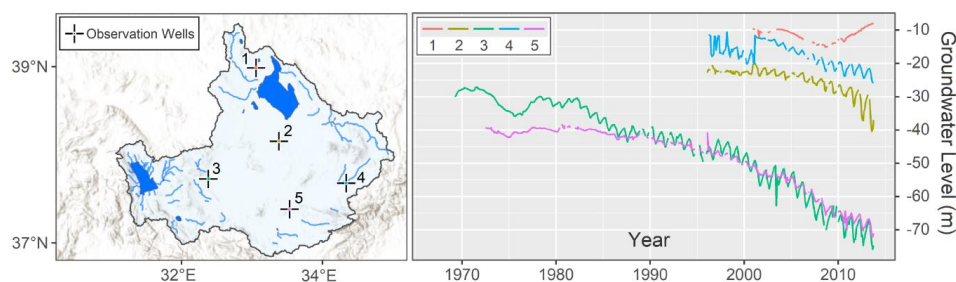 Observation Wells
39°N
37°N
32°E
34°E
1
2
3
4
5
1 2 3 4 5
-10
-20
-30
-40
-50
-60
-70
Groundwater Level (m)
Year
1970 1980 1990 2000 2010